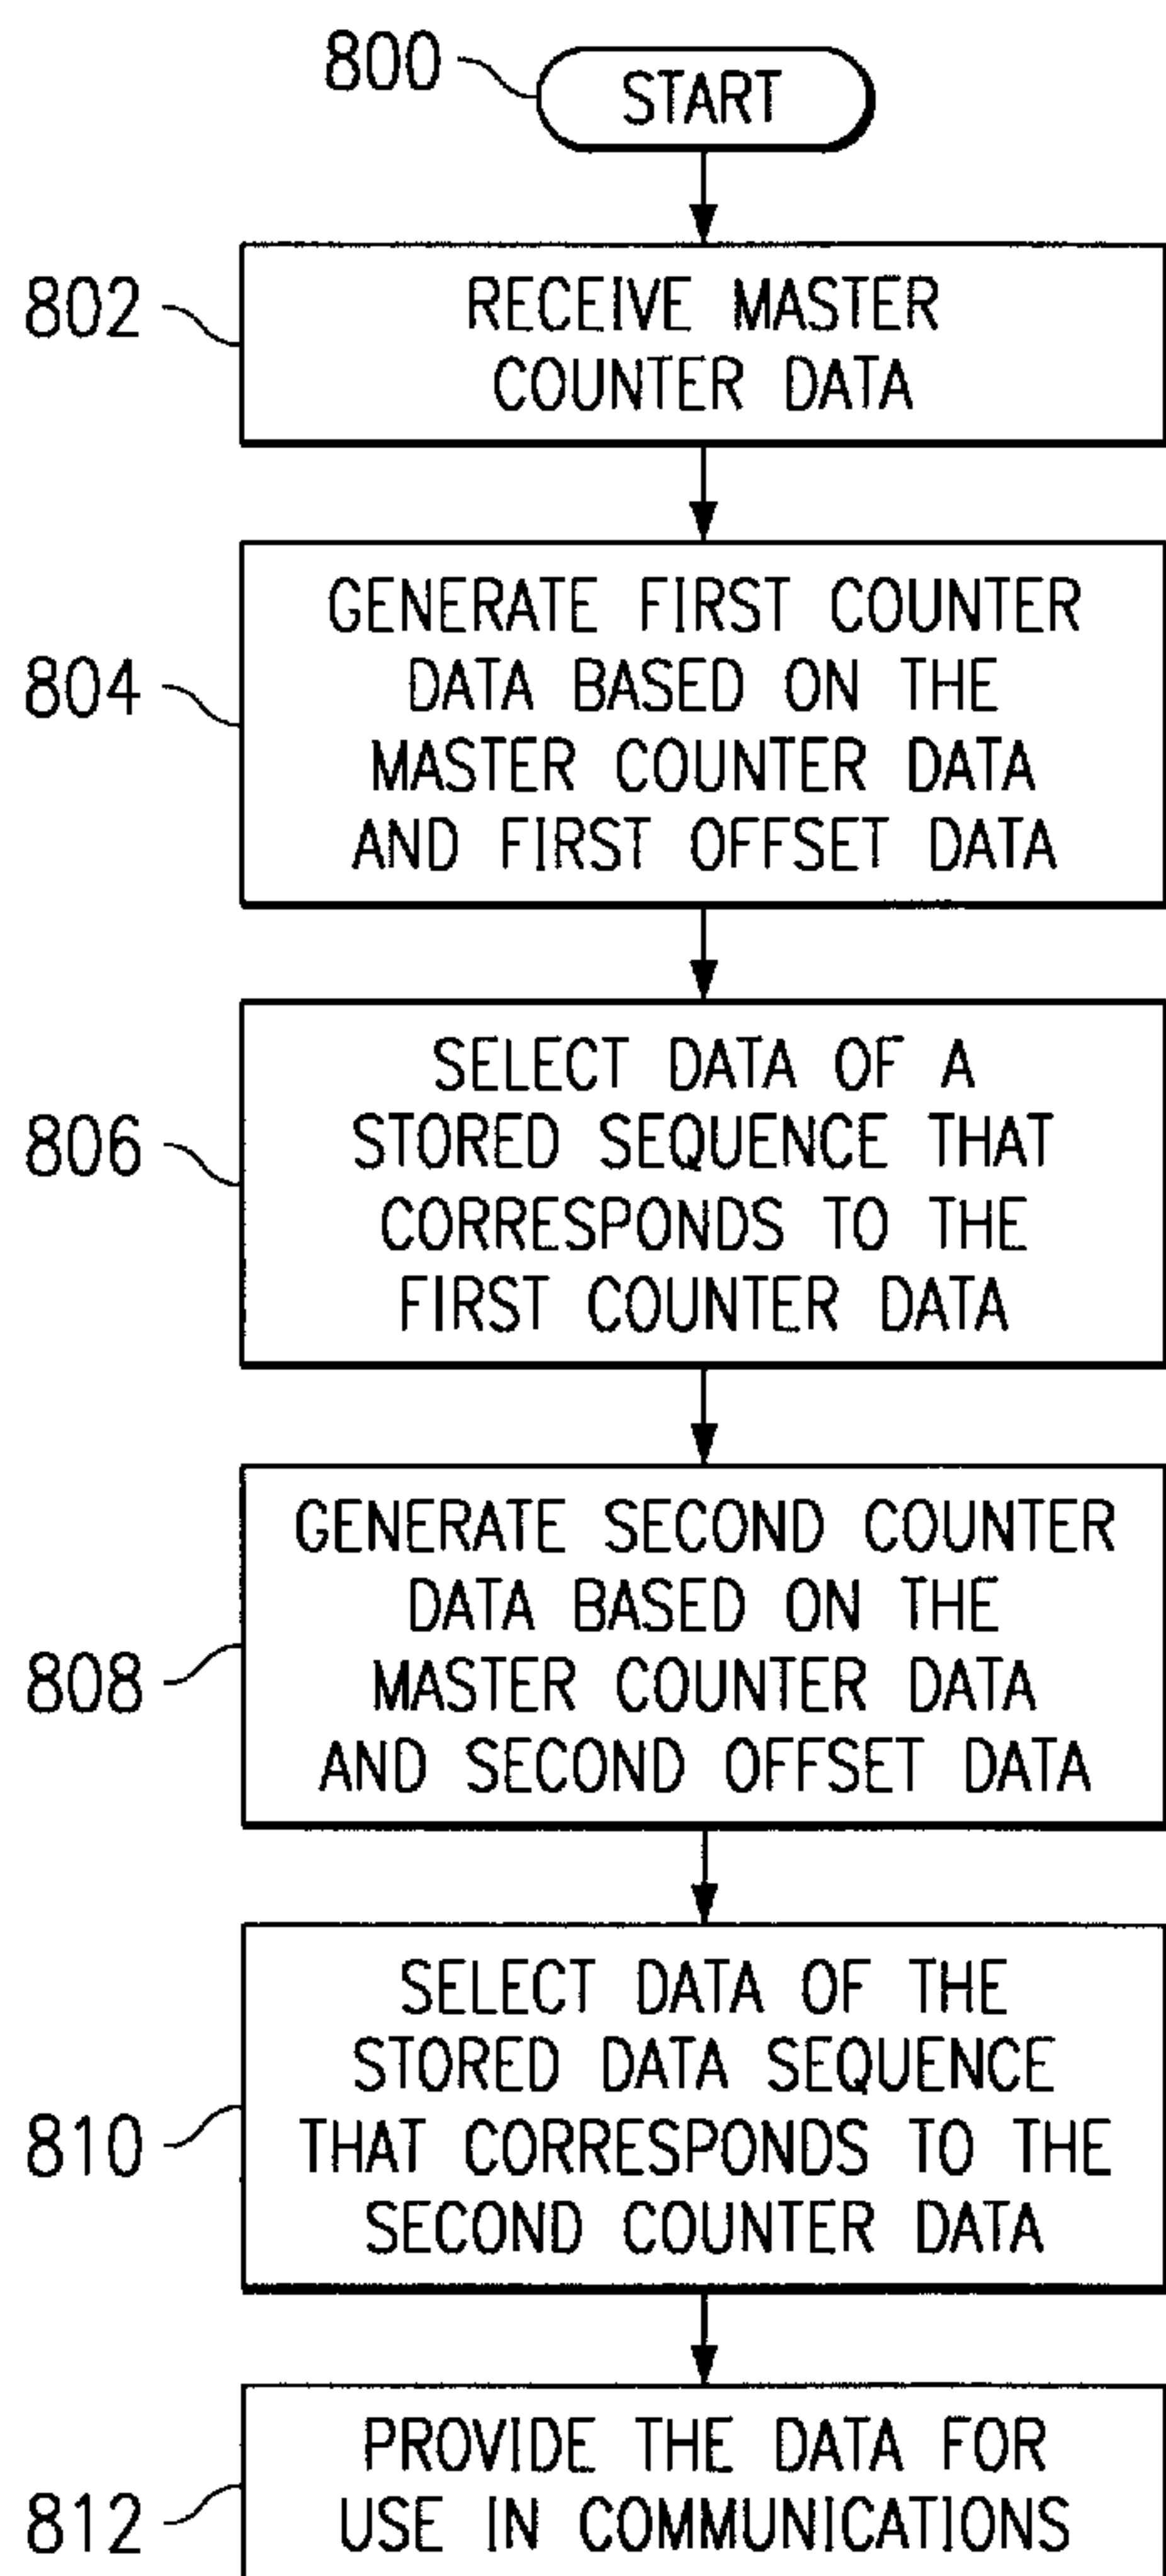 800
START
802
RECEIVE MASTER
COUNTER DATA
804
GENERATE FIRST COUNTER
DATA BASED ON THE
MASTER COUNTER DATA
AND FIRST OFFSET DATA
806
SELECT DATA OF A
STORED SEQUENCE THAT
CORRESPONDS TO THE
FIRST COUNTER DATA
808
GENERATE SECOND COUNTER
DATA BASED ON THE
MASTER COUNTER DATA
AND SECOND OFFSET DATA
810
SELECT DATA OF THE
STORED DATA SEQUENCE
THAT CORRESPONDS TO THE
SECOND COUNTER DATA
812
PROVIDE THE DATA FOR
USE IN COMMUNICATIONS